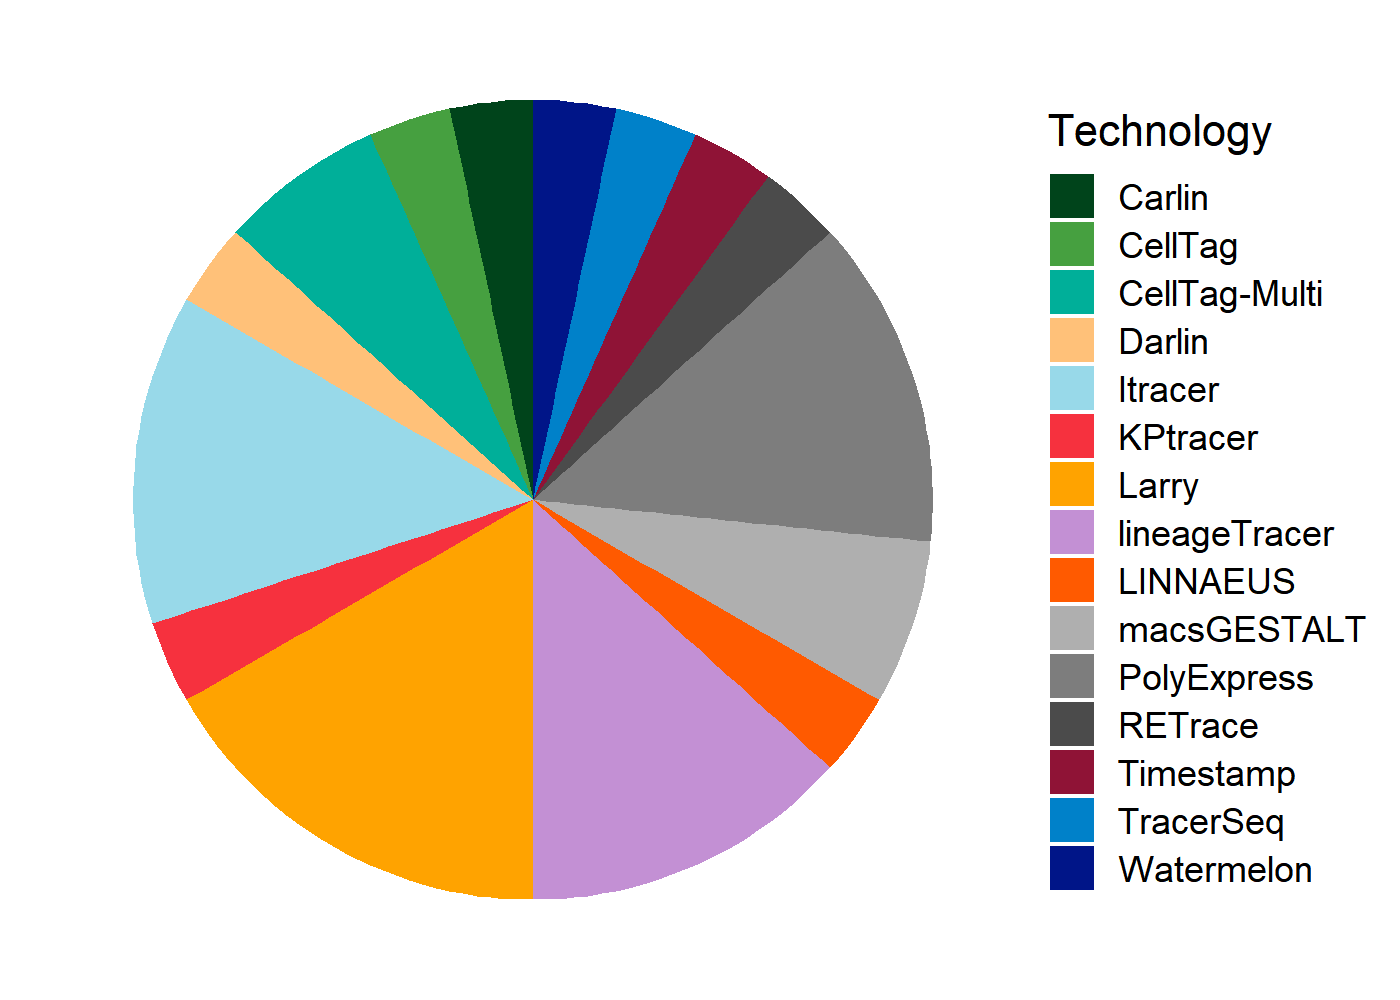 Technology
Carlin
CellTag
CellTag-Multi
Darlin
Itracer
KPtracer
Larry
lineageTracer
LINNAEUS
macsGESTALT
PolyExpress
RETrace
Timestamp
TracerSeq
Watermelon